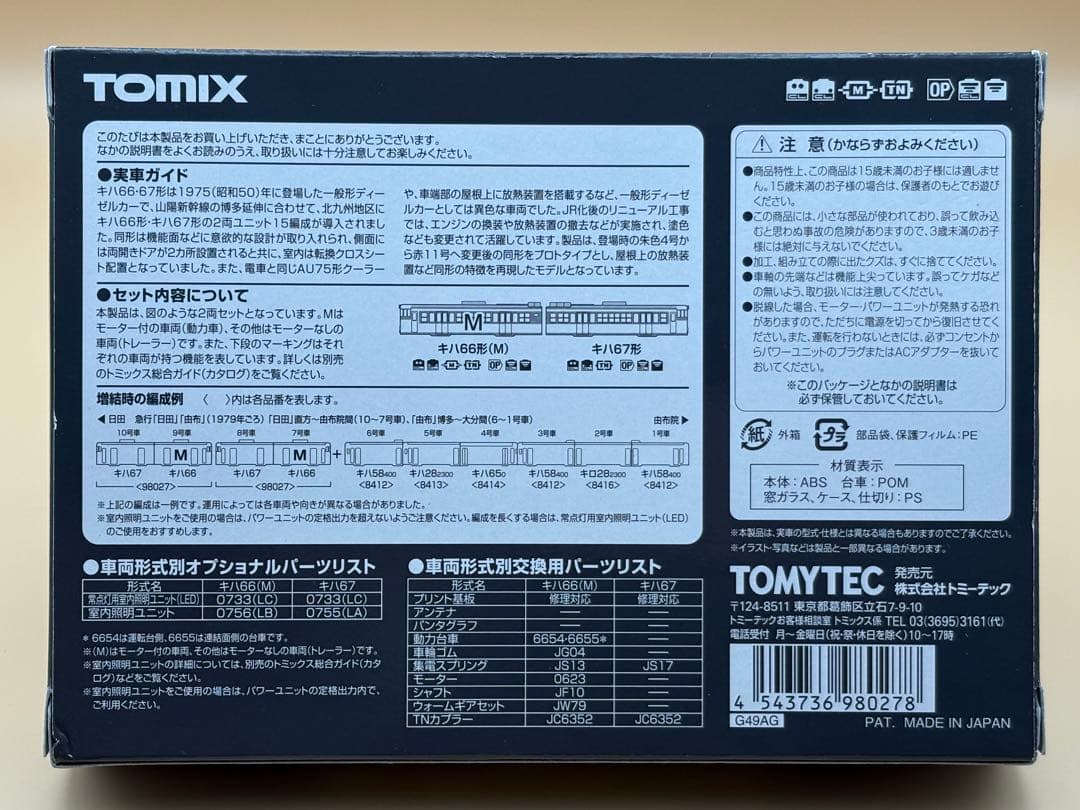 TOMIX
CL CL M TN OP CL
このたびは本製品をお買い上げいただき、まことにありがとうございます。
なかの説明書をよくお読みのうえ、取り扱いには十分注意してお楽しみください。
●実車ガイド
キハ66・67形は1975(昭和50)年に登場した一般形ディー
ゼルカーで、山陽新幹線の博多延伸に合わせて、北九州地区に
キハ66形・キハ67形の2両ユニット15編成が導入されまし
た。同形は機能面などに意欲的な設計が取り入れられ、側面に
は両開きドアが2カ所設置されると共に、室内は転換クロスシー
ト配置となっていました。また、電車と同じAU75形クーラー
や、車端部の屋根上に放熱装置を搭載するなど、一般形ディーゼ
ルカーとしては異色な車両でした。JR化後のリニューアル工事
では、エンジンの換装や放熱装置の撤去などが実施され、塗色
なども変更されて活躍しています。製品は、登場時の朱色4号か
ら赤11号へ変更後の同形をプロトタイプとし、屋根上の放熱装
置など同形の特徴を再現したモデルとなっています。
●セット内容について
本製品は、図のような2両セットとなっています。Mは
モーター付の車両(動力車)、その他はモーターなしの
車両(トレーラー)です。また、下段のマーキングはそれ
ぞれの車両が持つ機能を表しています。詳しくは別売
のトミックス総合ガイド(カタログ)をご覧ください。
M
キハ66形(M) キハ67形
M TN OP TN OP
増結時の編成例 〈 〉内は各品番を表します。
◀日田 急行「日田」「由布」(1979年ごろ)「日田」直方～由布院間(10～7号車)、「由布」博多～大分間(6～1号車) 由布院▶
10号車 9号車 8号車 7号車 6号車 5号車 4号車 3号車 2号車 1号車
M M +
キハ67 キハ66 キハ67 キハ66 キハ58400 キハ282300 キハ650 キハ58400 キロ282300 キハ58400
<98027> <98027> <8412> <8413> <8414> <8412> <8416> <8412>
※上記の編成は一例です。運用によっては各車両や向きが異なる場合がありました。
※室内照明ユニットをご使用の場合は、パワーユニットの定格出力を超えないようご注意ください。編成を長くする場合は、常点灯用室内照明ユニット(LED)
のご使用をおすすめします。
●車両形式別オプショナルパーツリスト
形式名 キハ66(M) キハ67
常点灯用室内照明ユニット(LED) 0733(LC) 0733(LC)
室内照明ユニット 0756(LB) 0755(LA)
＊6654は運転台側、6655は連結面側の台車です。
※(M)はモーター付の車両、その他はモーターなしの車両(トレーラー)です。
※室内照明ユニットの詳細については、別売のトミックス総合ガイド(カタ
ログ)などをご覧ください。
※室内照明ユニットをご使用の場合は、パワーユニットの定格出力内で、
ご利用ください。
●車両形式別交換用パーツリスト
形式名 キハ66(M) キハ67
プリント基板 修理対応 修理対応
アンテナ — —
パンタグラフ — —
動力台車 6654・6655＊ —
車輪ゴム JG04 —
集電スプリング JS13 JS17
モーター 0623 —
シャフト JF10 —
ウォームギアセット JW79 —
TNカプラー JC6352 JC6352
⚠注 意(かならずおよみください)
●商品特性上、この商品は15歳未満のお子様には適しませ
ん。15歳未満のお子様の場合は、保護者のもとでお遊び
ください。
●この商品には、小さな部品が使われており、誤って飲み込
むと思わぬ事故の危険がありますので、3歳未満のお子
様には絶対に与えないでください。
●加工、組み立ての際に出たクズは、すぐに捨ててください。
●車軸の先端などは機能上尖っています。誤ってケガなど
の無いよう、取り扱いには注意してください。
●脱線した場合、モーター・パワーユニットが発熱する恐れ
がありますので、ただちに電源を切ってから復旧させてく
ださい。また、運転を行わないときには、必ずコンセントか
らパワーユニットのプラグまたはACアダプターを抜いて
おいてください。
※このパッケージとなかの説明書は
必ず保管しておいてください。
紙 外箱 プラ 部品袋、保護フィルム:PE
材質表示
本体:ABS 台車:POM
窓ガラス、ケース、仕切り:PS
※本製品は、実車の型式・仕様とは異なる場合もありますのでご了承ください。
※イラスト・写真などは製品と一部異なる場合があります。
TOMYTEC 発売元
株式会社トミーテック
〒124-8511 東京都葛飾区立石7-9-10
トミーテックお客様相談室 トミックス係 TEL 03(3695)3161(代)
電話受付 月～金曜日(祝・祭・休日を除く)10～17時
4 543736 980278
G49AG
PAT. MADE IN JAPAN